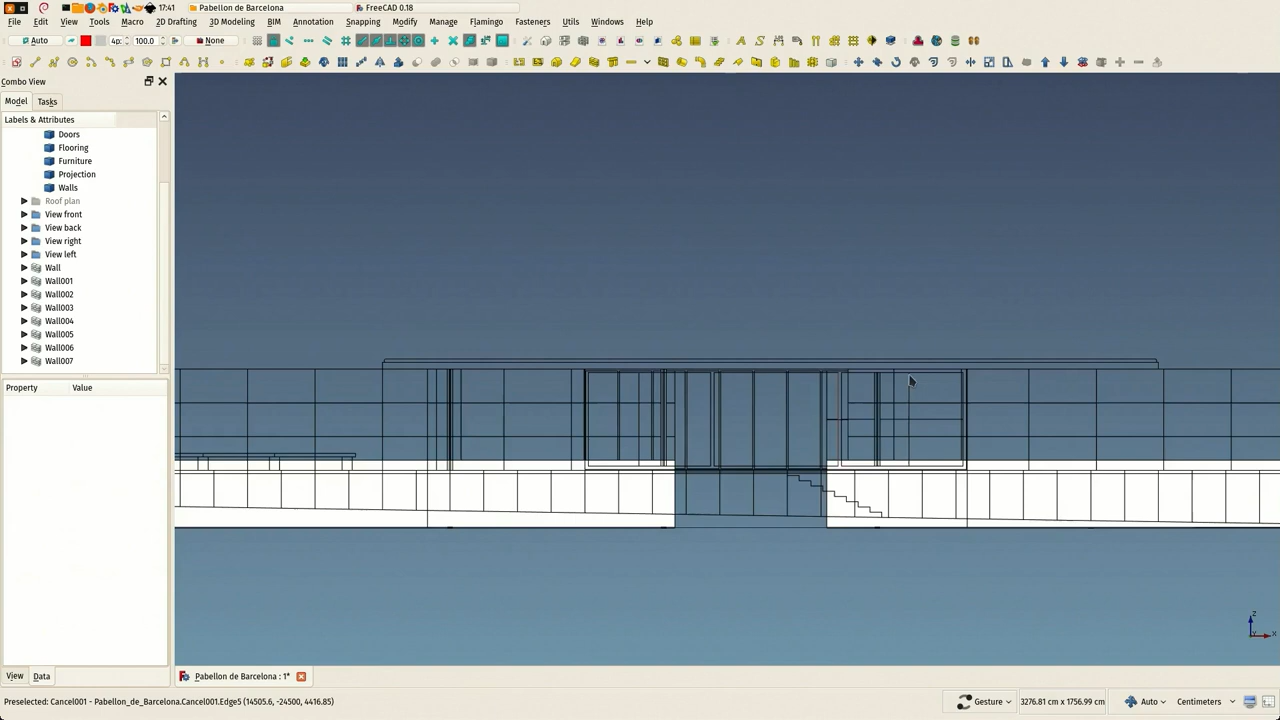 17:41 Pabellon de Barcelona FreeCAD 0.18
File Edit View Tools Macro 2D Drafting 3D Modeling BIM Annotation Snapping Modify Manage Flamingo Fasteners Utils Windows Help
Auto 4px 100.0 None
Combo View
Model Tasks
Labels & Attributes
Doors
Flooring
Furniture
Projection
Walls
Roof plan
View front
View back
View right
View left
Wall
Wall001
Wall002
Wall003
Wall004
Wall005
Wall006
Wall007
Property Value
View Data
Pabellon de Barcelona : 1*
Z
X
Preselected: Cancel001 - Pabellon_de_Barcelona.Cancel001.Edge5 (14505.6, -24500, 4416.85)
Gesture 3276.81 cm x 1756.99 cm Auto Centimeters